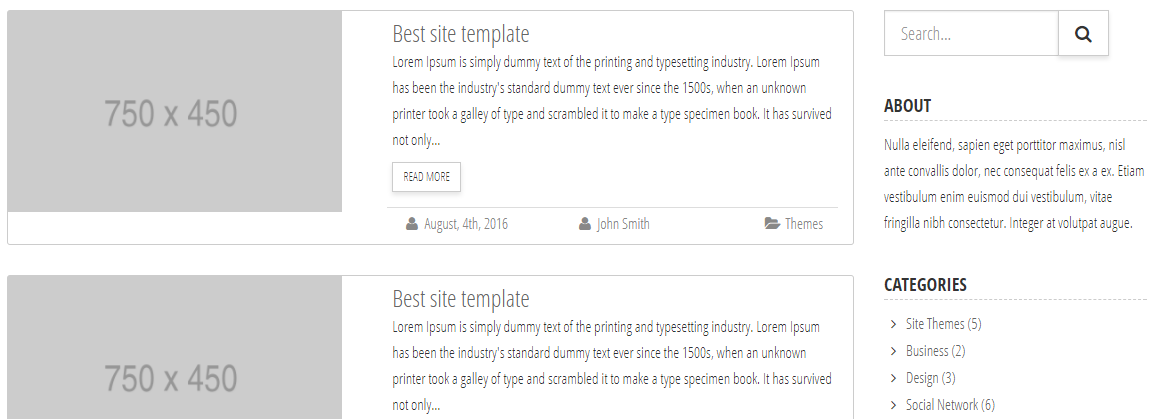 750 x 450
Best site template
Lorem Ipsum is simply dummy text of the printing and typesetting industry. Lorem Ipsum
has been the industry's standard dummy text ever since the 1500s, when an unknown
printer took a galley of type and scrambled it to make a type specimen book. It has survived
not only...
READ MORE
August, 4th, 2016 John Smith Themes
750 x 450
Best site template
Lorem Ipsum is simply dummy text of the printing and typesetting industry. Lorem Ipsum
has been the industry's standard dummy text ever since the 1500s, when an unknown
printer took a galley of type and scrambled it to make a type specimen book. It has survived
not only...
Search...
ABOUT
Nulla eleifend, sapien eget porttitor maximus, nisl
ante convallis dolor, nec consequat felis ex a ex. Etiam
vestibulum enim euismod dui vestibulum, vitae
fringilla nibh consectetur. Integer at volutpat augue.
CATEGORIES
Site Themes (5)
Business (2)
Design (3)
Social Network (6)